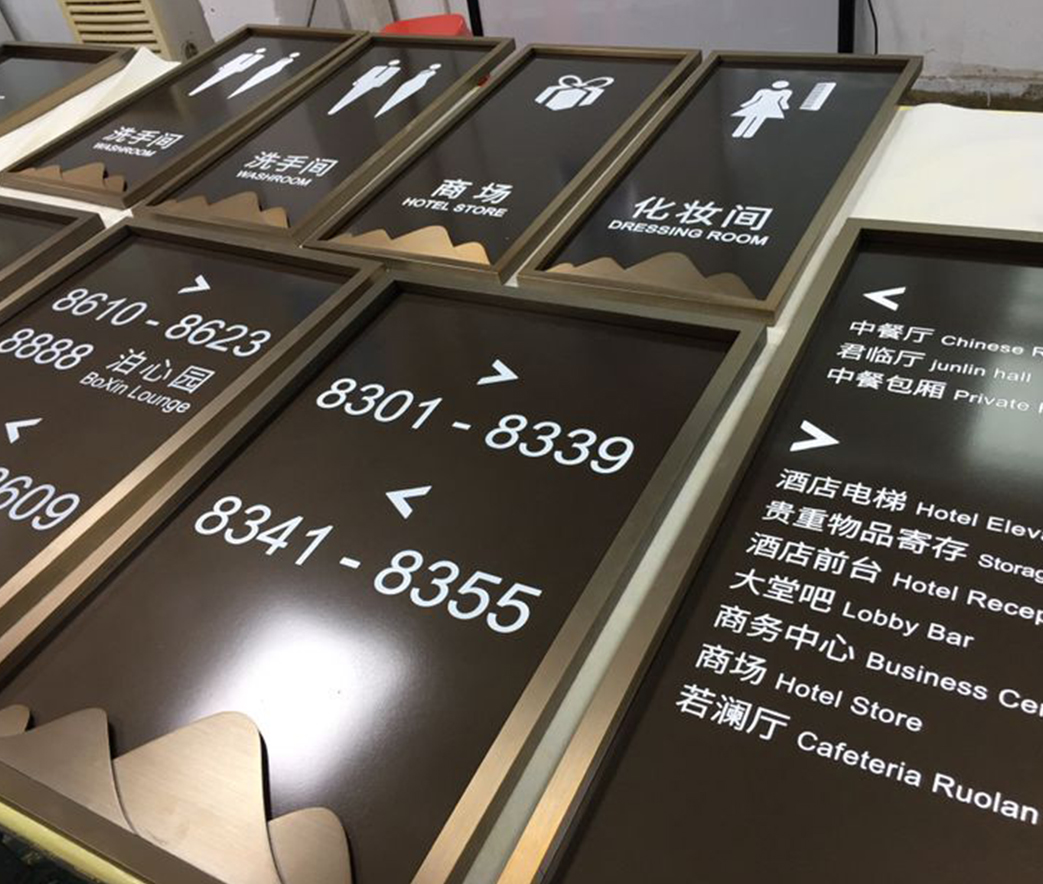 洗手间
WASHROOM
洗手间
WASHROOM
商场
HOTEL STORE
化妆间
DRESSING ROOM
>
8610 - 8623
8888 泊心园
BoXin Lounge
<
>
8301 - 8339
<
8341 - 8355
<
中餐厅 Chinese
君临厅 junlin hall
中餐包厢 Private
>
酒店电梯 Hotel
贵重物品寄存
酒店前台 Hotel
大堂吧 Lobby Bar
商务中心 Business
商场 Hotel Store
若澜厅 Cafeteria Ruolan